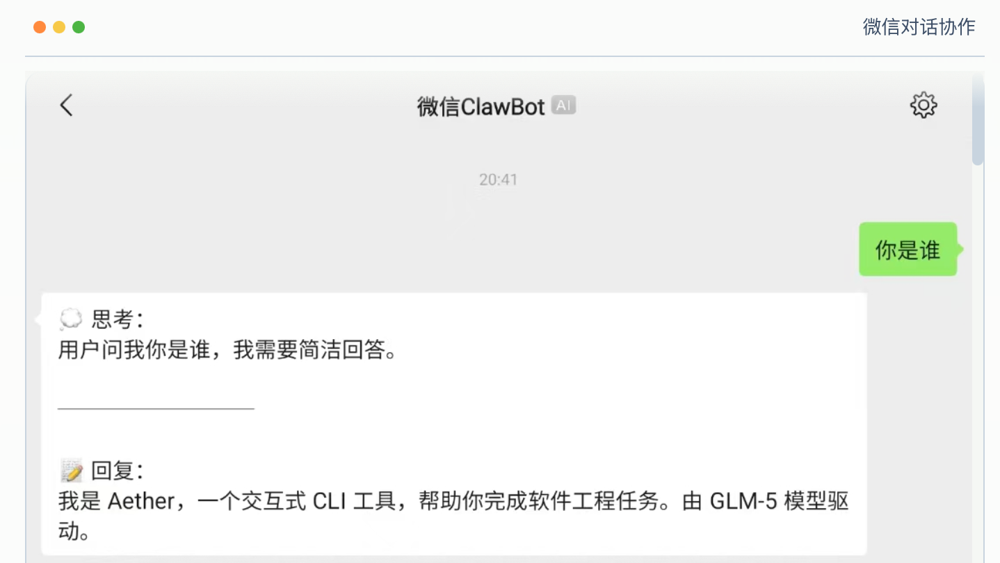 微信对话协作
微信ClawBot AI
20:41
你是谁
💭 思考：
用户问我你是谁，我需要简洁回答。
📝 回复：
我是 Aether，一个交互式 CLI 工具，帮助你完成软件工程任务。由 GLM-5 模型驱
动。